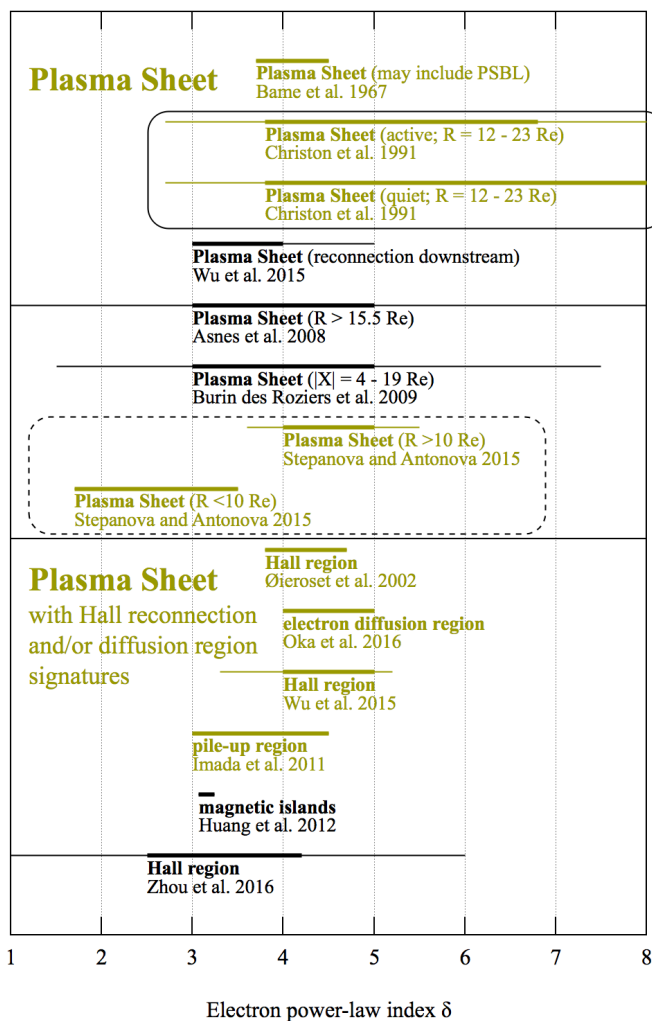 Plasma Sheet
Plasma Sheet (may include PSBL)
Bame et al. 1967
Plasma Sheet (active; R = 12 - 23 Re)
Christon et al. 1991
Plasma Sheet (quiet; R = 12 - 23 Re)
Christon et al. 1991
Plasma Sheet (reconnection downstream)
Wu et al. 2015
Plasma Sheet (R > 15.5 Re)
Asnes et al. 2008
Plasma Sheet (|X| = 4 - 19 Re)
Burin des Roziers et al. 2009
Plasma Sheet (R >10 Re)
Stepanova and Antonova 2015
Plasma Sheet (R <10 Re)
Stepanova and Antonova 2015
Plasma Sheet
with Hall reconnection
and/or diffusion region
signatures
Hall region
Øieroset et al. 2002
electron diffusion region
Oka et al. 2016
Hall region
Wu et al. 2015
pile-up region
Imada et al. 2011
magnetic islands
Huang et al. 2012
Hall region
Zhou et al. 2016
1 2 3 4 5 6 7 8
Electron power-law index δ